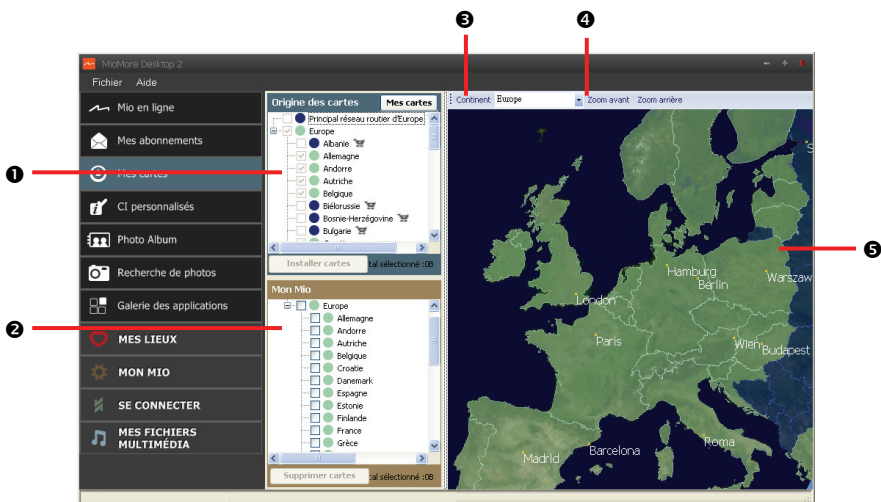 ❸ ❹
MioMore Desktop 2
Fichier Aide
Mio en ligne
Mes abonnements
Mes cartes
CI personnalisés
Photo Album
Recherche de photos
Galerie des applications
MES LIEUX
MON MIO
SE CONNECTER
MES FICHIERS
MULTIMÉDIA
❶
❷
Origine des cartes Mes cartes
Principal réseau routier d'Europe
Europe
Albanie
Allemagne
Andorre
Autriche
Belgique
Biélorussie
Bosnie-Herzégovine
Bulgarie
Installer cartes tal sélectionné :0B
Mon Mio
Europe
Allemagne
Andorre
Autriche
Belgique
Croatie
Danemark
Espagne
Estonie
Finlande
France
Grèce
Supprimer cartes tal sélectionné :0B
Continent Europe Zoom avant Zoom arrière
S
Hamburg
Berlin
Warszaw
London
Paris
Wien
Budapest
Roma
Barcelona
Madrid
❺